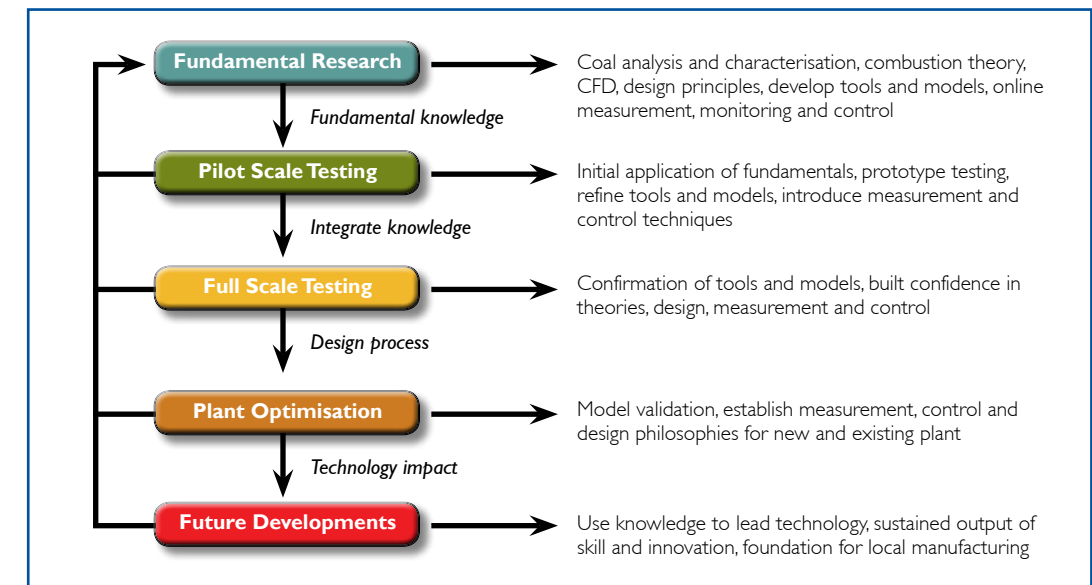 Fundamental Research
Coal analysis and characterisation, combustion theory,
CFD, design principles, develop tools and models, online
measurement, monitoring and control
Fundamental knowledge
Pilot Scale Testing
Initial application of fundamentals, prototype testing,
refine tools and models, introduce measurement and
control techniques
Integrate knowledge
Full Scale Testing
Confirmation of tools and models, built confidence in
theories, design, measurement and control
Design process
Plant Optimisation
Model validation, establish measurement, control and
design philosophies for new and existing plant
Technology impact
Future Developments
Use knowledge to lead technology, sustained output of
skill and innovation, foundation for local manufacturing